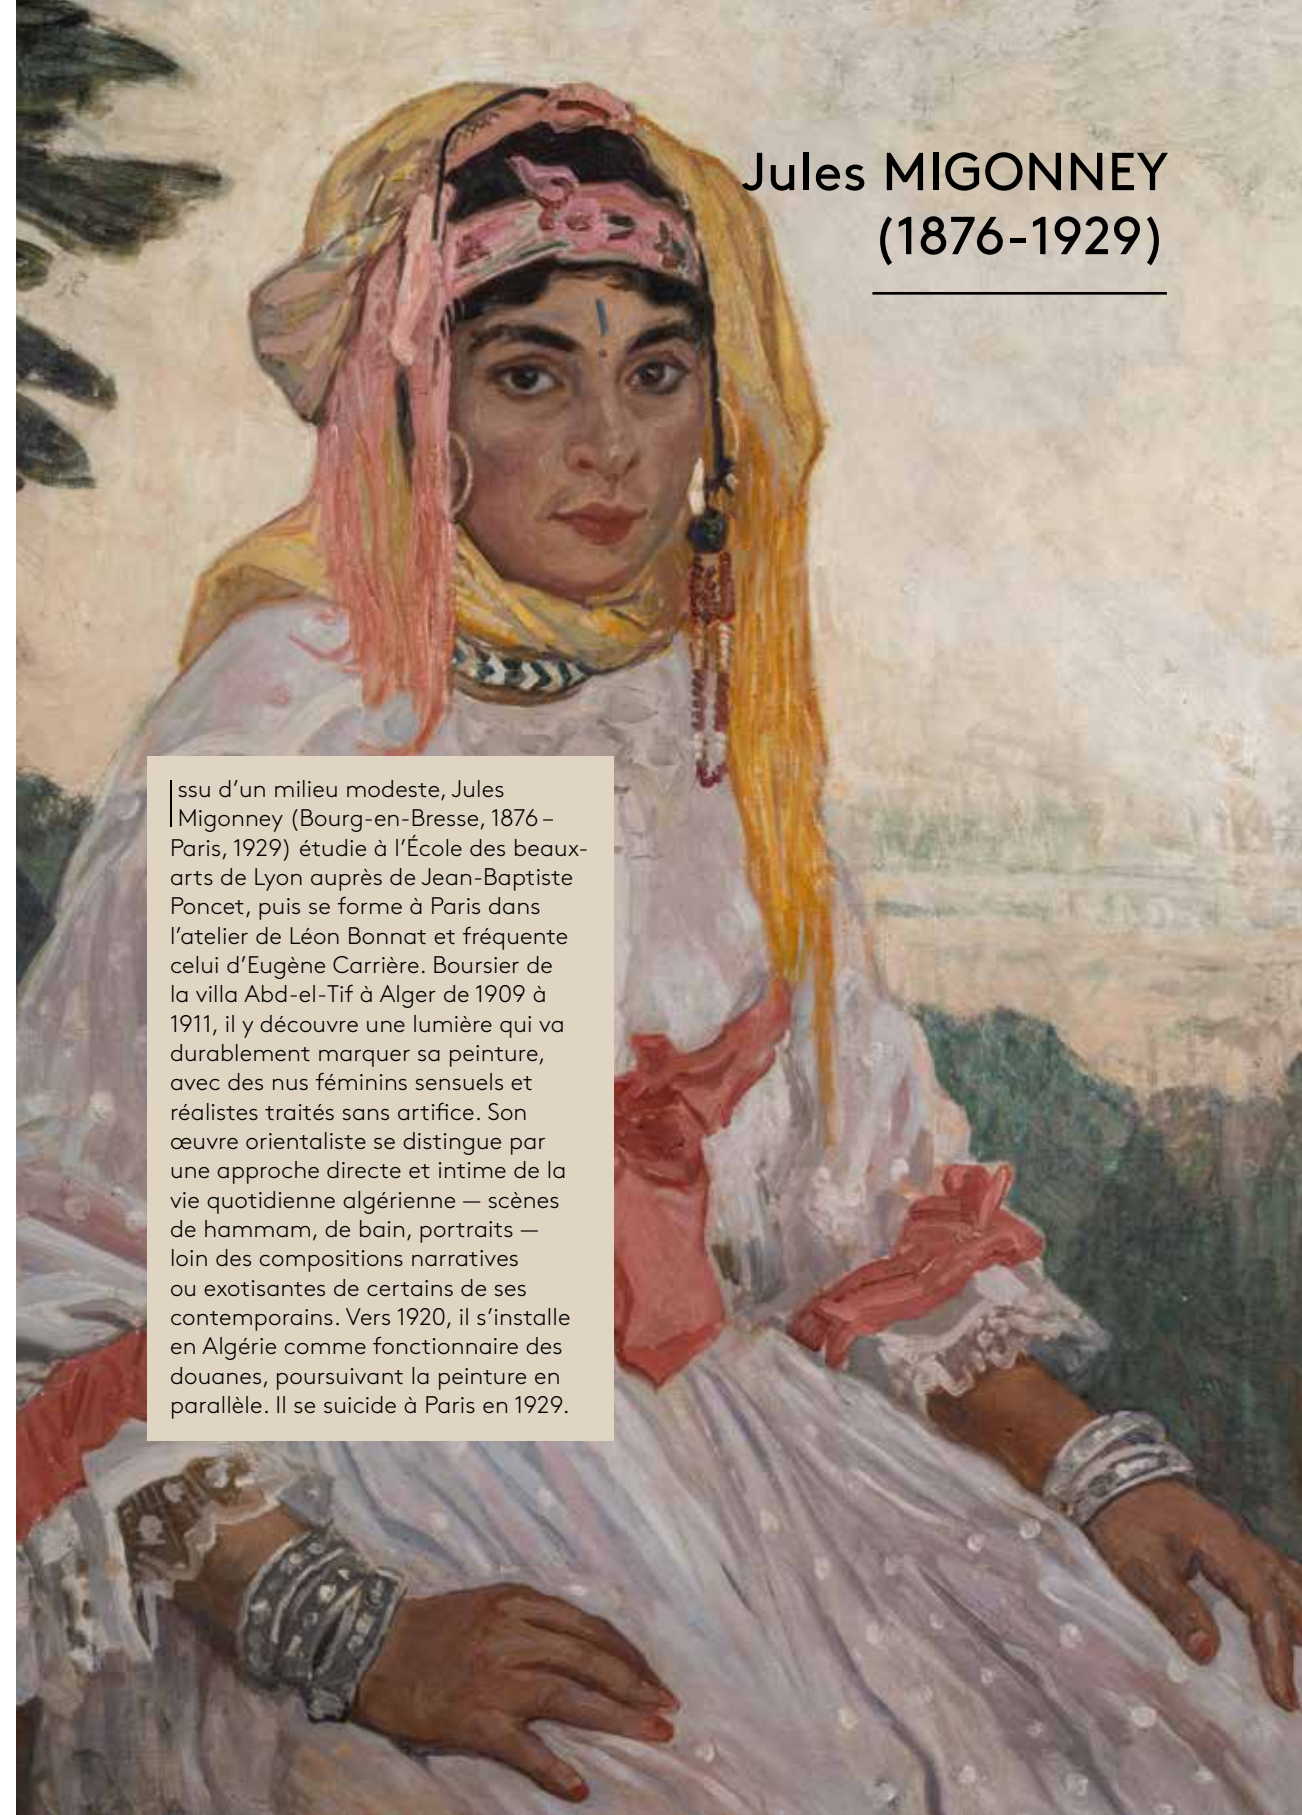 Jules MIGONNEY
(1876-1929)
Issu d'un milieu modeste, Jules
Migonney (Bourg-en-Bresse, 1876 –
Paris, 1929) étudie à l'École des beaux-
arts de Lyon auprès de Jean-Baptiste
Poncet, puis se forme à Paris dans
l'atelier de Léon Bonnat et fréquente
celui d'Eugène Carrière. Boursier de
la villa Abd-el-Tif à Alger de 1909 à
1911, il y découvre une lumière qui va
durablement marquer sa peinture,
avec des nus féminins sensuels et
réalistes traités sans artifice. Son
œuvre orientaliste se distingue par
une approche directe et intime de la
vie quotidienne algérienne — scènes
de hammam, de bain, portraits —
loin des compositions narratives
ou exotisantes de certains de ses
contemporains. Vers 1920, il s'installe
en Algérie comme fonctionnaire des
douanes, poursuivant la peinture en
parallèle. Il se suicide à Paris en 1929.